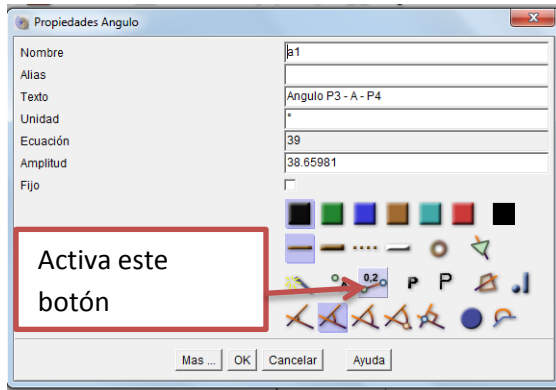 Propiedades Angulo
Nombre a1
Alias
Texto Angulo P3 - A - P4
Unidad °
Ecuación 39
Amplitud 38.65981
Fijo
Activa este
botón
0,2
P P
Mas ... OK Cancelar Ayuda